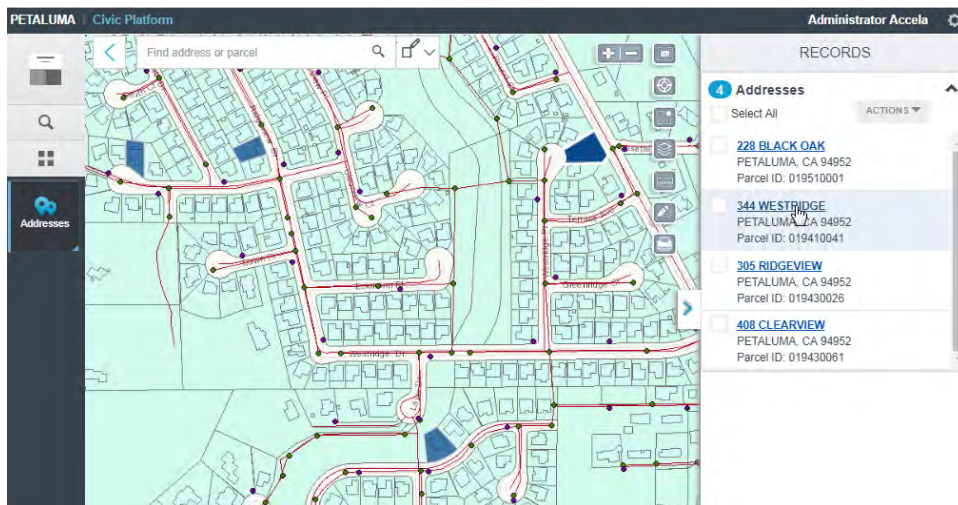 PETALUMA Civic Platform
Administrator Accela
Find address or parcel
RECORDS
4 Addresses
Select All
ACTIONS
228 BLACK OAK
PETALUMA, CA 94952
Parcel ID: 019510001
344 WESTRIDGE
PETALUMA, CA 94952
Parcel ID: 019410041
305 RIDGEVIEW
PETALUMA, CA 94952
Parcel ID: 019430026
408 CLEARVIEW
PETALUMA, CA 94952
Parcel ID: 019430061
Addresses
Westridge Dr